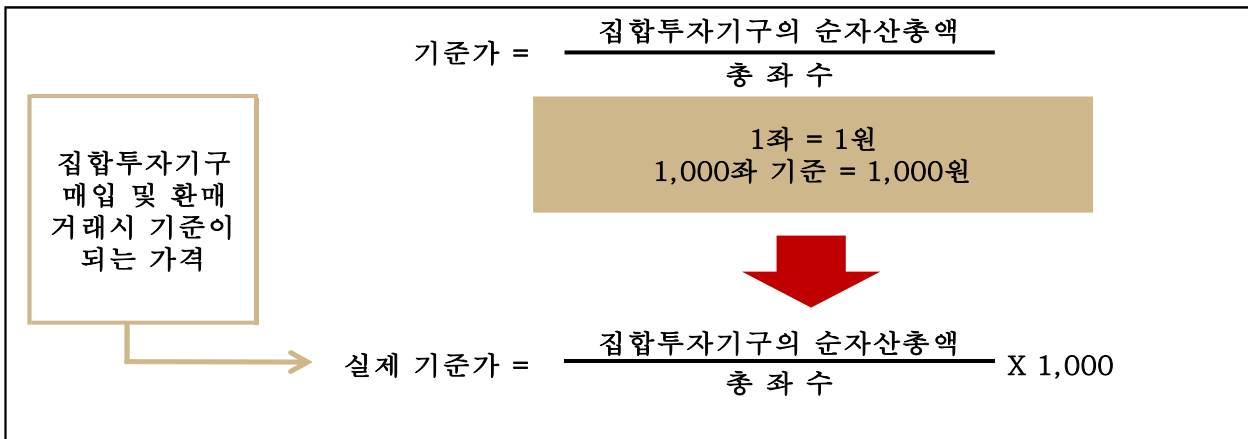 집합투자기구의 순자산총액
기준가 =
총 좌 수
1좌 = 1원
1,000좌 기준 = 1,000원
집합투자기구
매입 및 환매
거래시 기준이
되는 가격
집합투자기구의 순자산총액
실제 기준가 =
총 좌 수
X 1,000